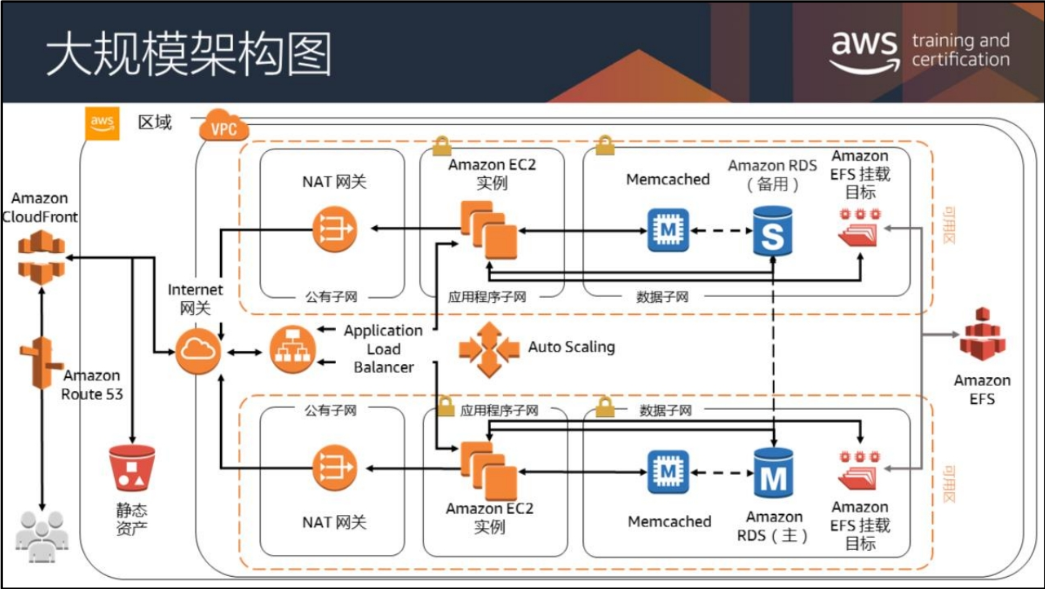 大规模架构图
aws
training and
certification
aws
区域
VPC
Amazon
CloudFront
Internet
网关
Amazon
Route 53
静态
资产
NAT 网关
公有子网
Amazon EC2
实例
应用程序子网
Memcached
M
Amazon RDS
（备用）
S
Amazon
EFS 挂载
目标
数据子网
可用区
Application
Load
Balancer
Auto Scaling
Amazon
EFS
公有子网
NAT 网关
应用程序子网
Amazon EC2
实例
数据子网
M
Memcached
M
Amazon
RDS（主）
Amazon
EFS 挂载
目标
可用区